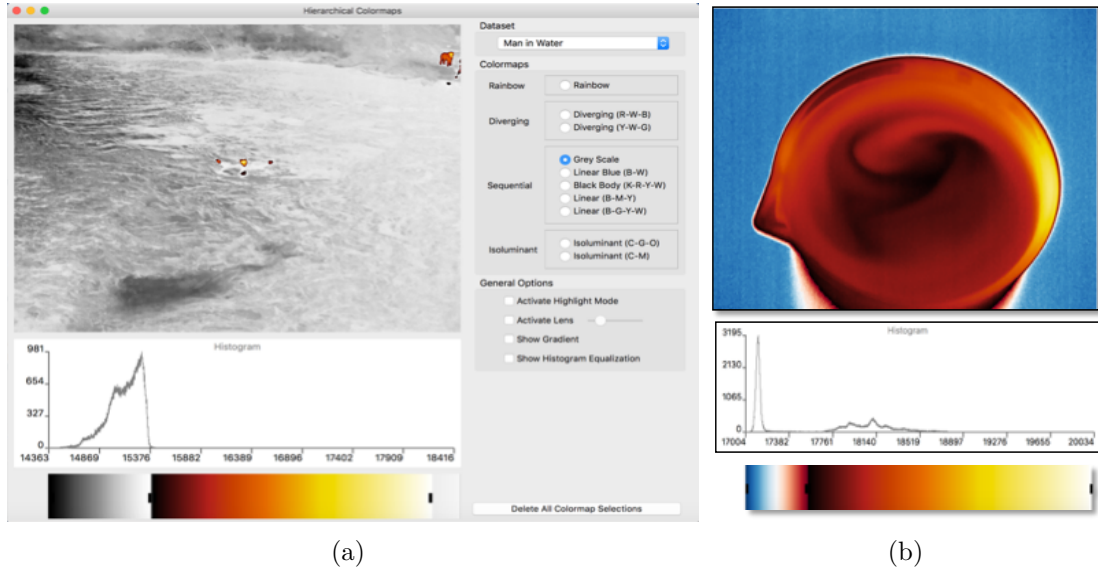 Hierarchical Colormaps
Dataset
Man in Water
Colormaps
Rainbow
Rainbow
Diverging
Diverging (R-W-B)
Diverging (Y-W-G)
Sequential
Grey Scale
Linear Blue (B-W)
Black Body (K-R-Y-W)
Linear (B-M-Y)
Linear (B-G-Y-W)
Isoluminant
Isoluminant (C-G-O)
Isoluminant (C-M)
General Options
Activate Highlight Mode
Activate Lens
Show Gradient
Show Histogram Equalization
Delete All Colormap Selections
Histogram
981
654
327
0
14363 14869 15376 15882 16389 16896 17402 17909 18416
(a)
Histogram
3195
2130
1065
0
17004 17382 17761 18140 18519 18897 19276 19655 20034
(b)